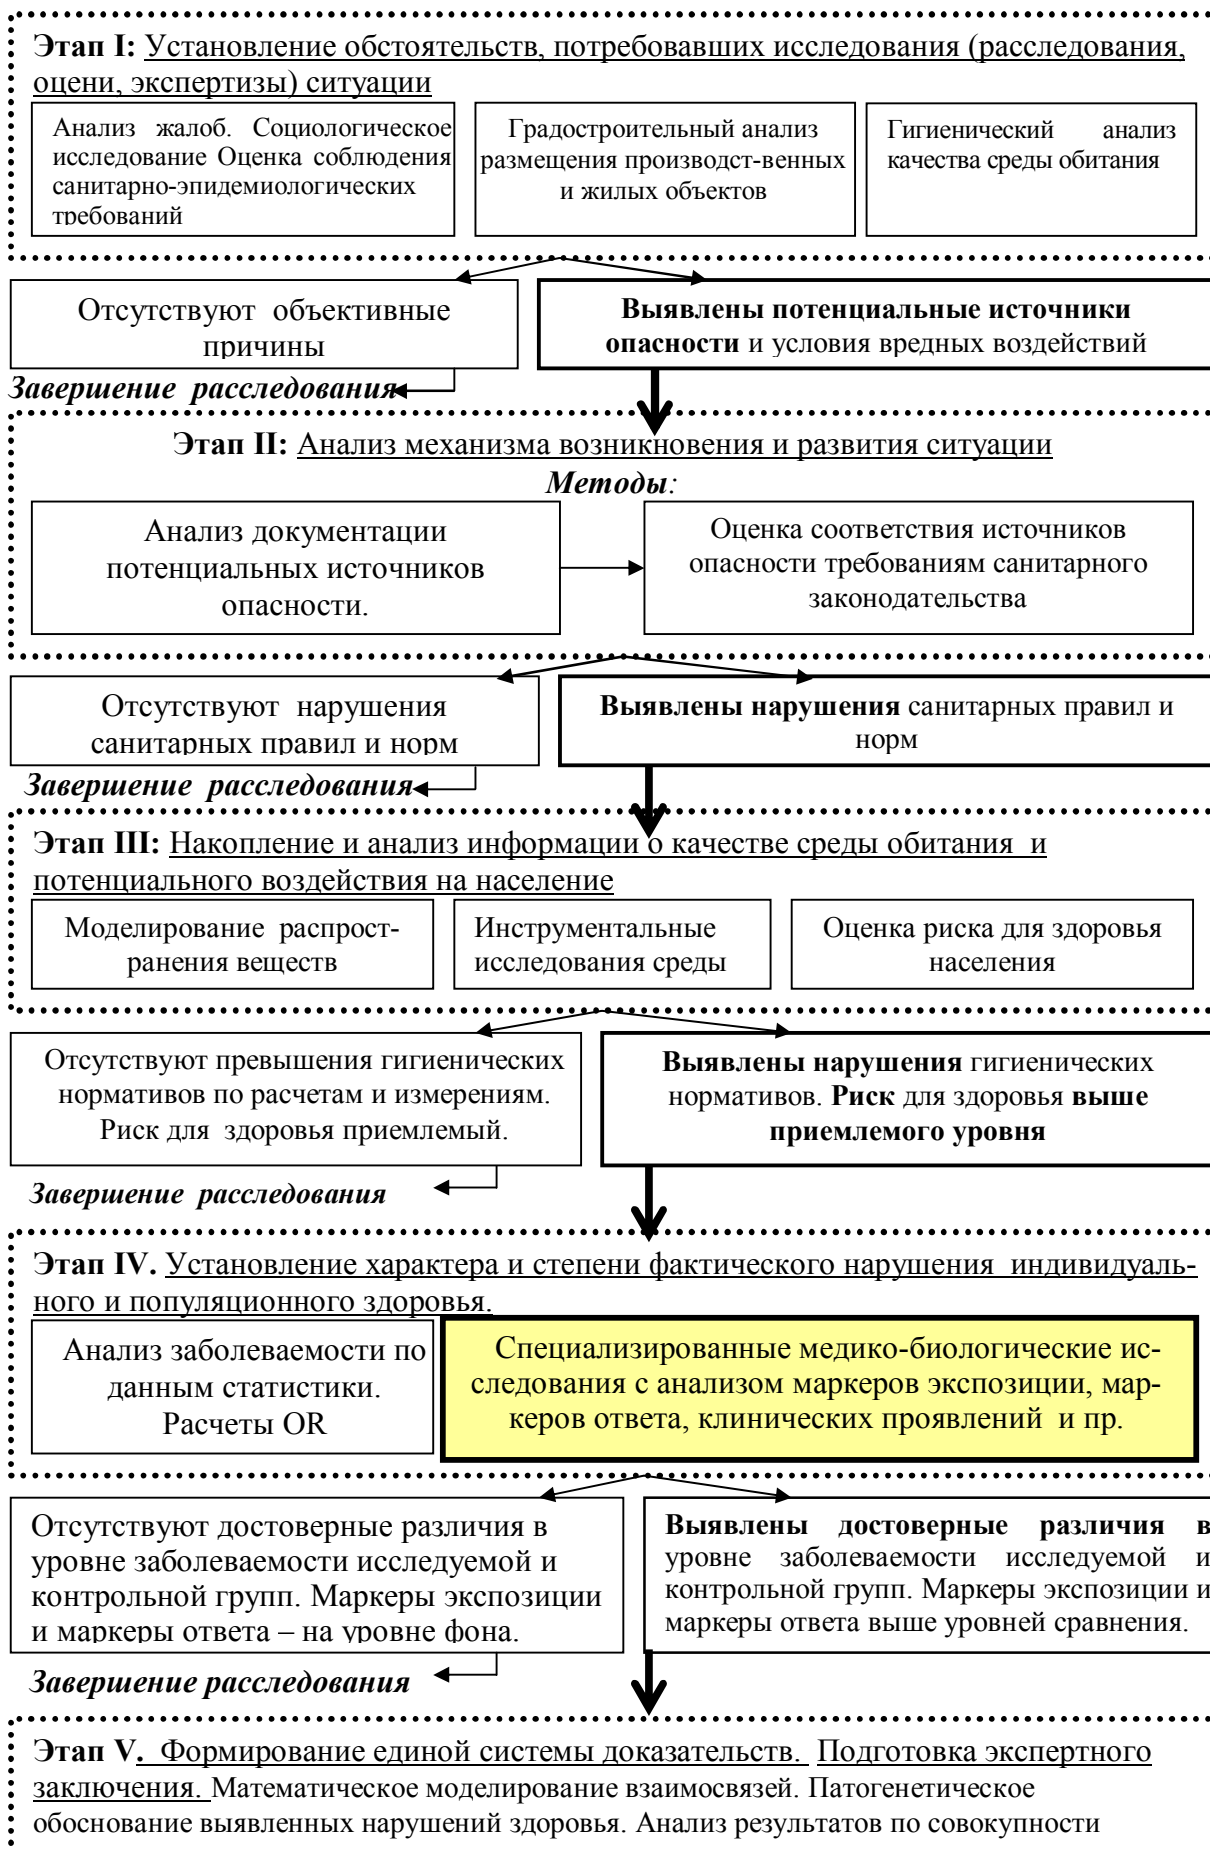 Этап I: Установление обстоятельств, потребовавших исследования (расследования,
оцени, экспертизы) ситуации
Анализ жалоб. Социологическое
исследование Оценка соблюдения
санитарно-эпидемиологических
требований
Градостроительный анализ
размещения производст-венных
и жилых объектов
Гигиенический анализ
качества среды обитания
Отсутствуют объективные
причины
Выявлены потенциальные источники
опасности и условия вредных воздействий
Завершение расследования
Этап II: Анализ механизма возникновения и развития ситуации
Методы:
Анализ документации
потенциальных источников
опасности.
Оценка соответствия источников
опасности требованиям санитарного
законодательства
Отсутствуют нарушения
санитарных правил и норм
Выявлены нарушения санитарных правил и
норм
Завершение расследования
Этап III: Накопление и анализ информации о качестве среды обитания и
потенциального воздействия на население
Моделирование распрост-
ранения веществ
Инструментальные
исследования среды
Оценка риска для здоровья
населения
Отсутствуют превышения гигиенических
нормативов по расчетам и измерениям.
Риск для здоровья приемлемый.
Выявлены нарушения гигиенических
нормативов. Риск для здоровья выше
приемлемого уровня
Завершение расследования
Этап IV. Установление характера и степени фактического нарушения индивидуаль-
ного и популяционного здоровья.
Анализ заболеваемости по
данным статистики.
Расчеты OR
Специализированные медико-биологические ис-
следования с анализом маркеров экспозиции, мар-
керов ответа, клинических проявлений и пр.
Отсутствуют достоверные различия в
уровне заболеваемости исследуемой и
контрольной групп. Маркеры экспозиции
и маркеры ответа – на уровне фона.
Выявлены достоверные различия в
уровне заболеваемости исследуемой и
контрольной групп. Маркеры экспозиции и
маркеры ответа выше уровней сравнения.
Завершение расследования
Этап V. Формирование единой системы доказательств. Подготовка экспертного
заключения. Математическое моделирование взаимосвязей. Патогенетическое
обоснование выявленных нарушений здоровья. Анализ результатов по совокупности